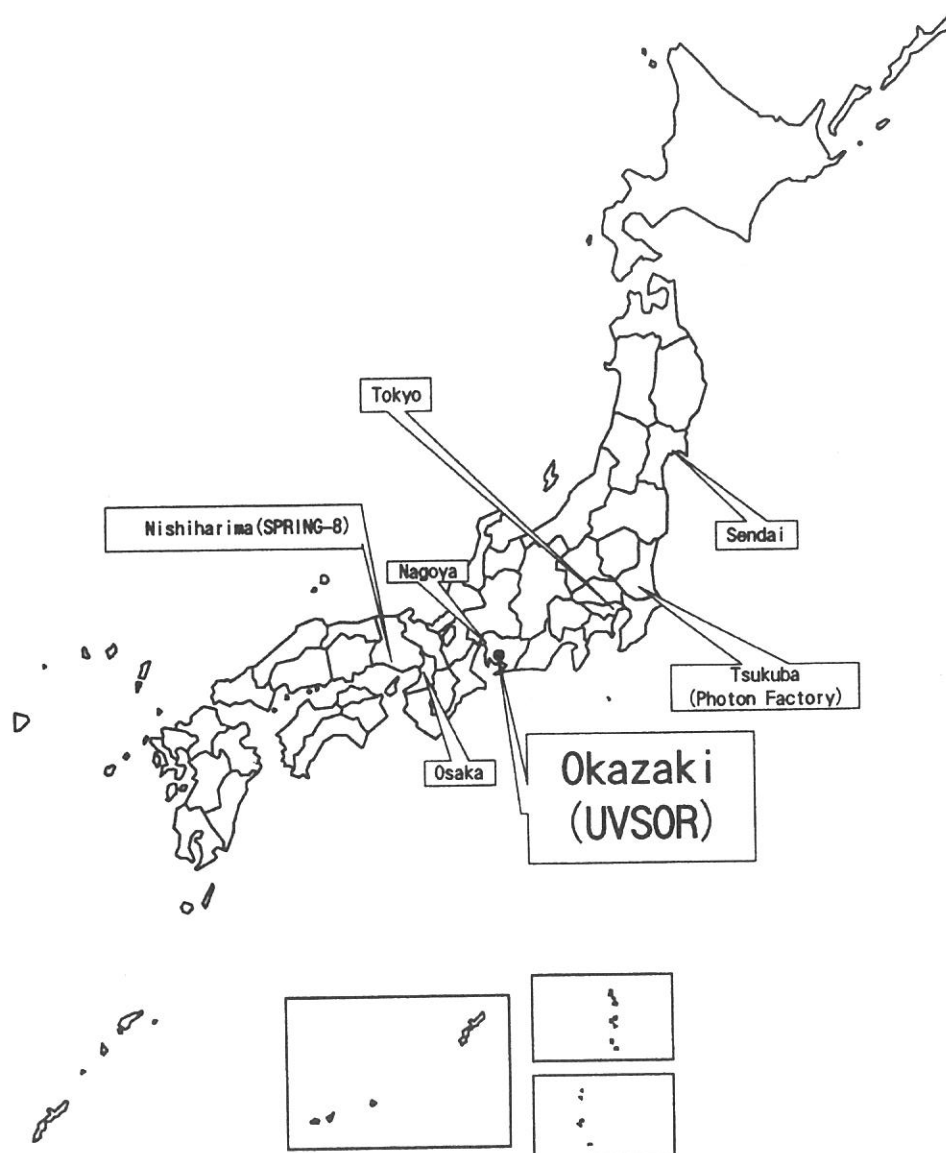 Tokyo
Nishiharima(SPRING-8)
Sendai
Nagoya
Tsukuba
(Photon Factory)
Osaka
Okazaki
(UVSOR)